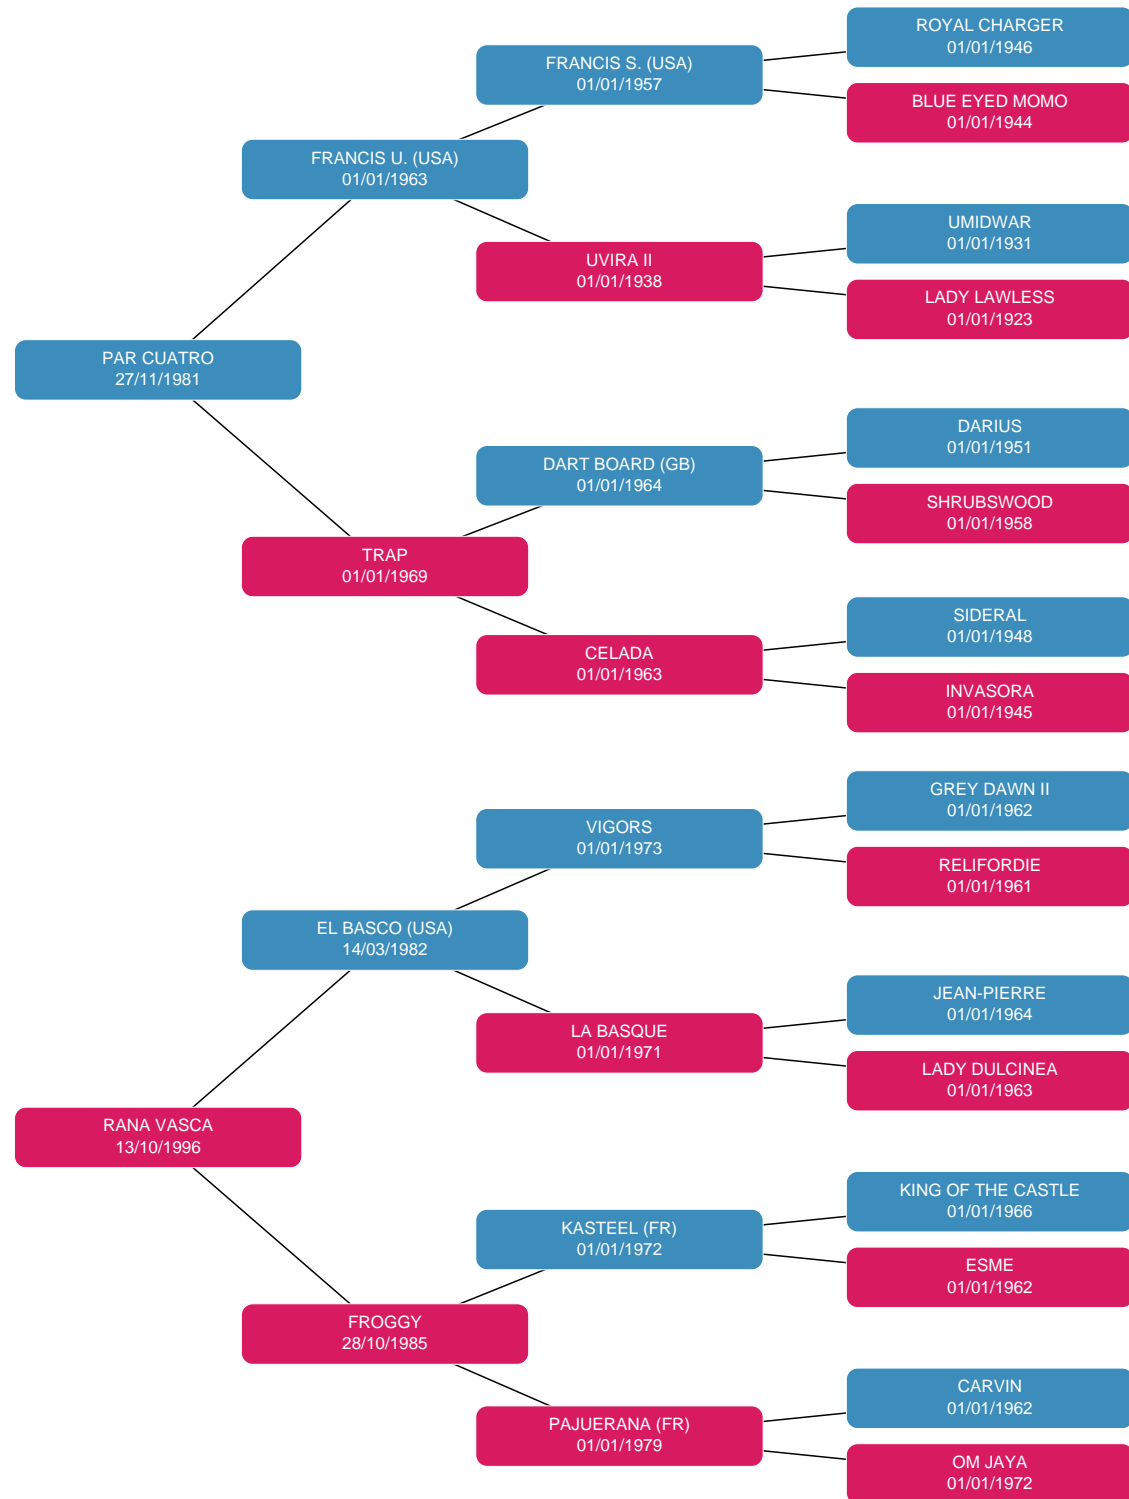 ROYAL CHARGER
01/01/1946
FRANCIS S. (USA)
01/01/1957
BLUE EYED MOMO
01/01/1944
FRANCIS U. (USA)
01/01/1963
UMIDWAR
01/01/1931
UVIRA II
01/01/1938
LADY LAWLESS
01/01/1923
PAR CUATRO
27/11/1981
DARIUS
01/01/1951
DART BOARD (GB)
01/01/1964
SHRUBSWOOD
01/01/1958
TRAP
01/01/1969
SIDERAL
01/01/1948
CELADA
01/01/1963
INVASORA
01/01/1945
GREY DAWN II
01/01/1962
VIGORS
01/01/1973
RELIFORDIE
01/01/1961
EL BASCO (USA)
14/03/1982
JEAN-PIERRE
01/01/1964
LA BASQUE
01/01/1971
LADY DULCINEA
01/01/1963
RANA VASCA
13/10/1996
KING OF THE CASTLE
01/01/1966
KASTEEL (FR)
01/01/1972
ESME
01/01/1962
FROGGY
28/10/1985
CARVIN
01/01/1962
PAJUERANA (FR)
01/01/1979
OM JAYA
01/01/1972